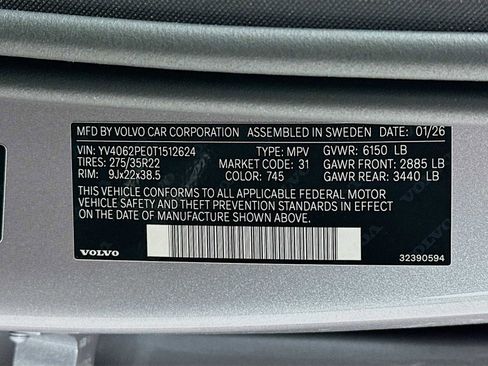 MFD BY VOLVO CAR CORPORATION ASSEMBLED IN SWEDEN 01/26
VIN: YV4062PE0T1512624 TYPE: MPV GVWR: 6150 LB
TIRES: 275/35R22 MARKET CODE: 31 GAWR FRONT: 2885 LB
RIM: 9Jx22x38.5 COLOR: 745 GAWR REAR: 3440 LB
THIS VEHICLE CONFORMS TO ALL APPLICABLE FEDERAL MOTOR
VEHICLE SAFETY AND THEFT PREVENTION STANDARDS IN EFFECT
ON THE DATE OF MANUFACTURE SHOWN ABOVE.
VOLVO 32390594